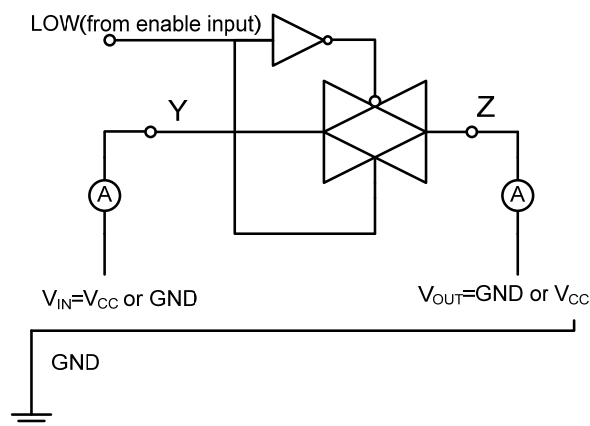 LOW(from enable input)
Y
Z
A
A
VIN=VCC or GND
VOUT=GND or VCC
GND